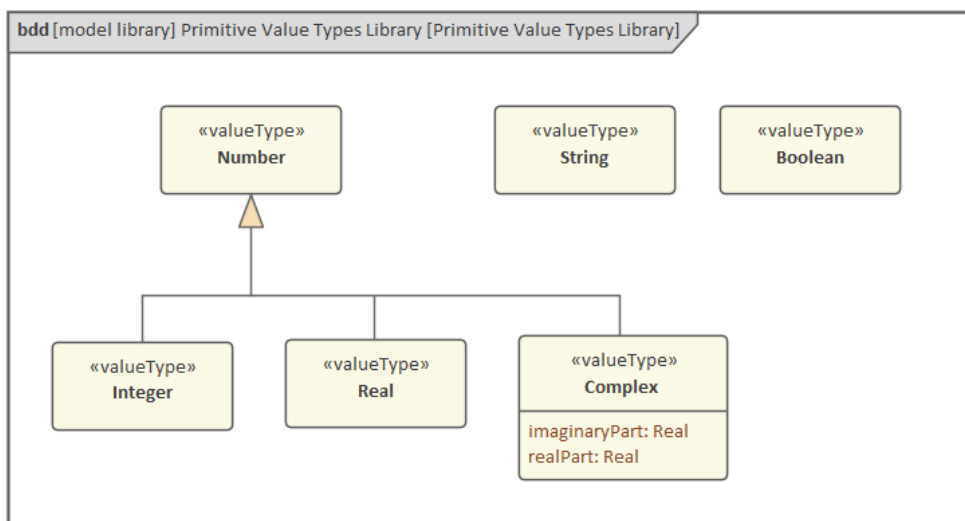 bdd [model library] Primitive Value Types Library [Primitive Value Types Library]
«valueType»
Number
«valueType»
String
«valueType»
Boolean
«valueType»
Integer
«valueType»
Real
«valueType»
Complex
imaginaryPart: Real
realPart: Real